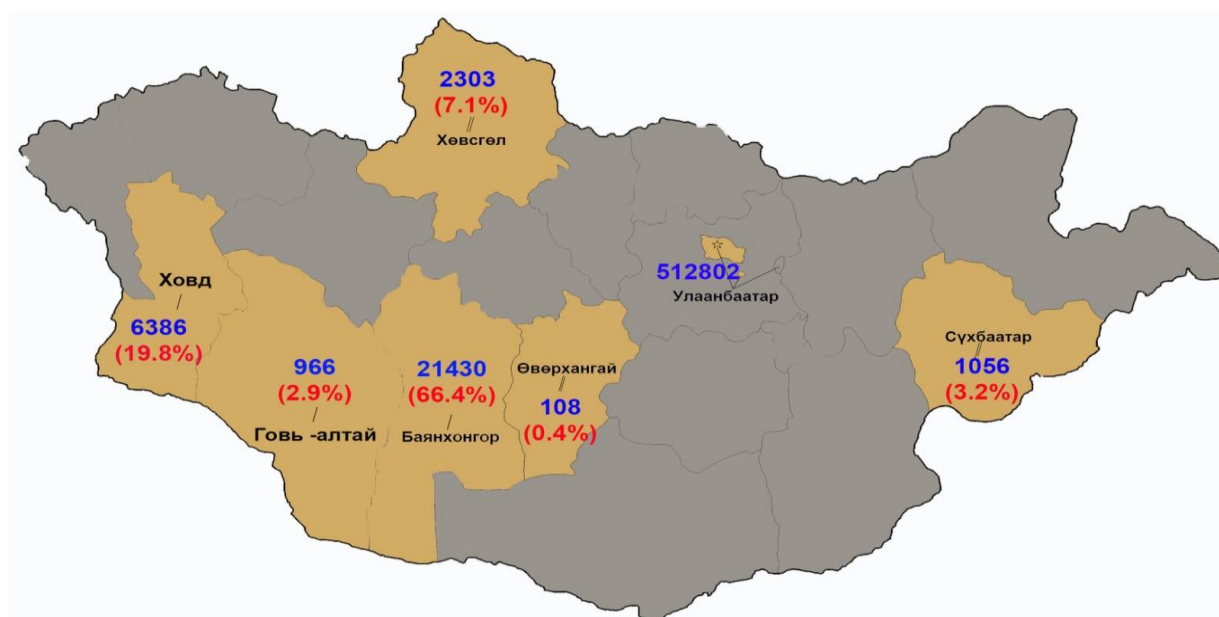 2303
(7.1%)
Хөвсгөл
Ховд
6386
(19.8%)
966
(2.9%)
Говь -алтай
21430
(66.4%)
Баянхонгор
Өвөрхангай
108
(0.4%)
512802
Улаанбаатар
Сүхбаатар
1056
(3.2%)